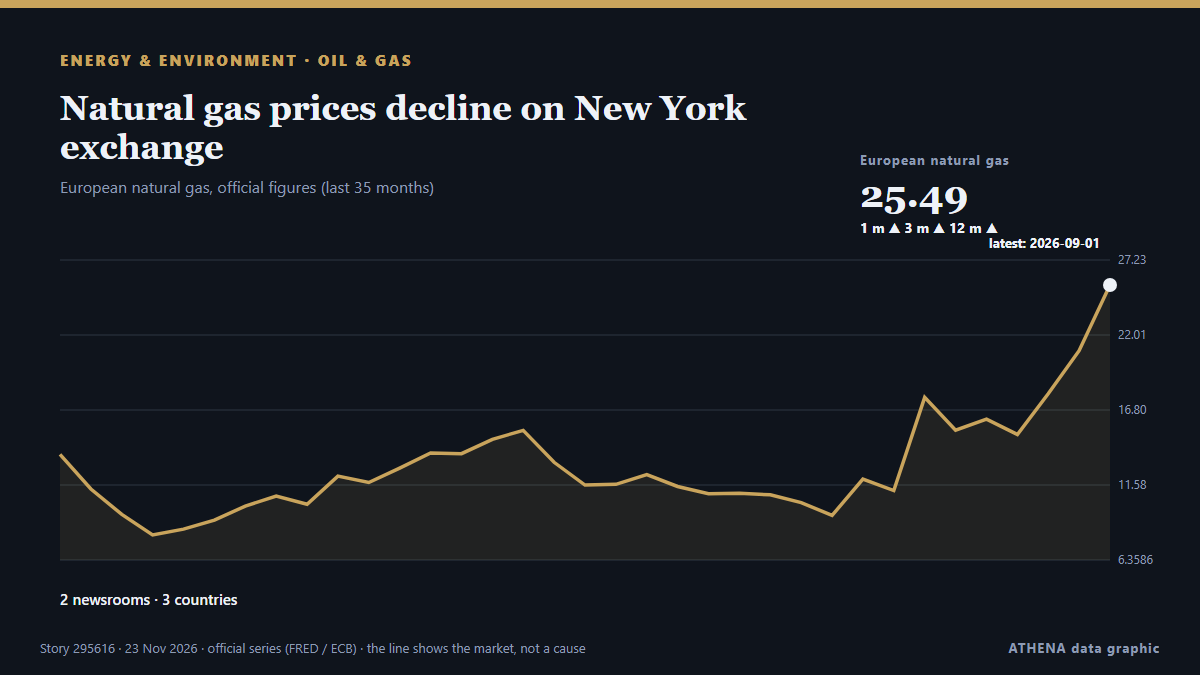 ENERGY & ENVIRONMENT · OIL & GAS
Natural gas prices decline on New York
exchange
European natural gas, official figures (last 35 months)
European natural gas
25.49
1 m ▲ 3 m ▲ 12 m ▲
latest: 2026-09-01
27.23
22.01
16.80
11.58
6.3586
2 newsrooms · 3 countries
Story 295616 · 23 Nov 2026 · official series (FRED / ECB) · the line shows the market, not a cause
ATHENA data graphic